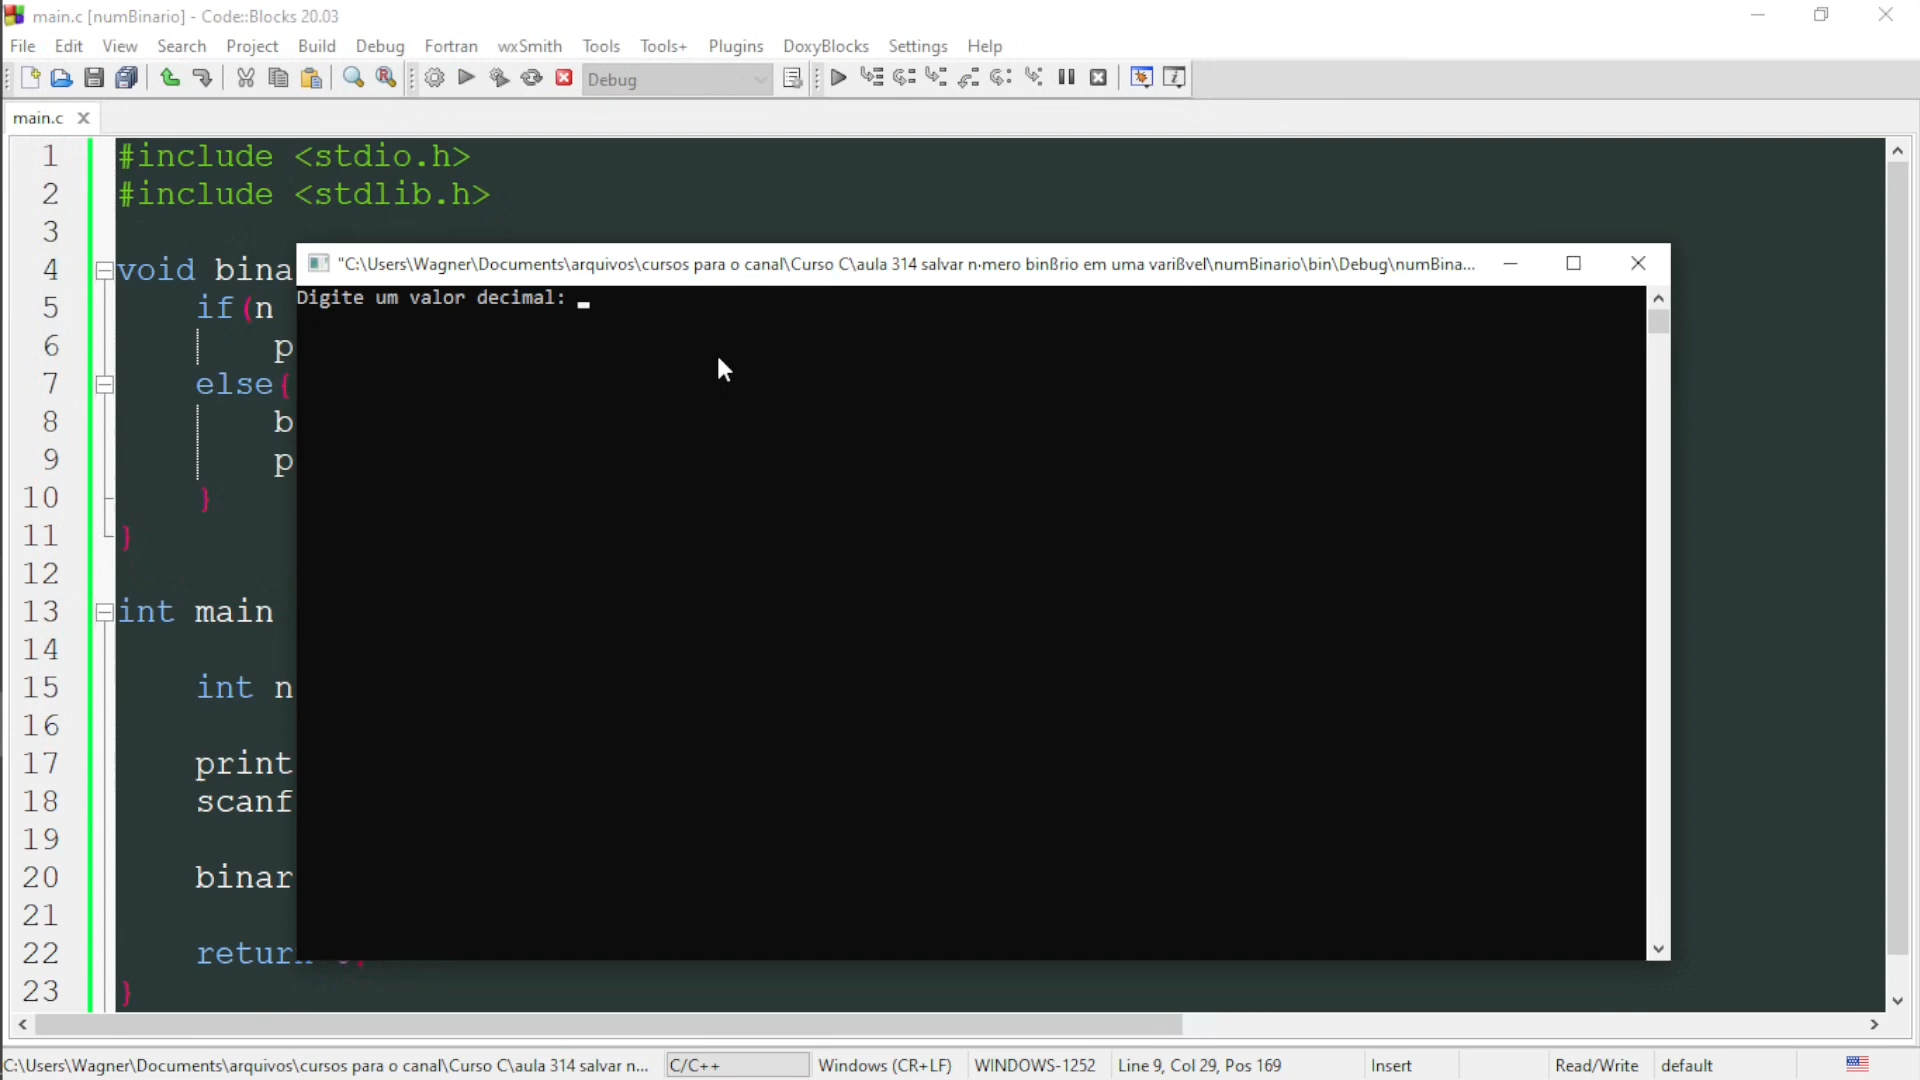 main.c [numBinario] - Code::Blocks 20.03
File Edit View Search Project Build Debug Fortran wxSmith Tools Tools+ Plugins DoxyBlocks Settings Help
Debug
main.c
1 #include <stdio.h>
2 #include <stdlib.h>
3
"C:\Users\Wagner\Documents\arquivos\cursos para o canal\Curso C\aula 314 salvar n·mero binßrio em uma varißvel\numBinario\bin\Debug\numBina...
Digite um valor decimal:
4 void bina
5 if(n
6 p
7 else{
8 b
9 p
10 }
11 }
12
13 int main
14
15 int n
16
17 print
18 scanf
19
20 binar
21
22 return
23 }
C:\Users\Wagner\Documents\arquivos\cursos para o canal\Curso C\aula 314 salvar n... C/C++ Windows (CR+LF) WINDOWS-1252 Line 9, Col 29, Pos 169 Insert Read/Write default